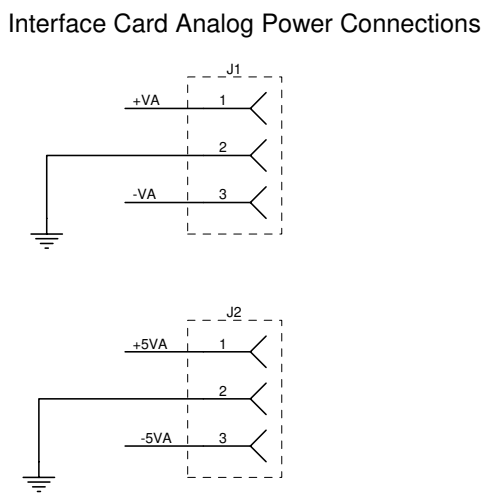 Interface Card Analog Power Connections
J1
+VA 1
2
-VA 3
J2
+5VA 1
2
-5VA 3